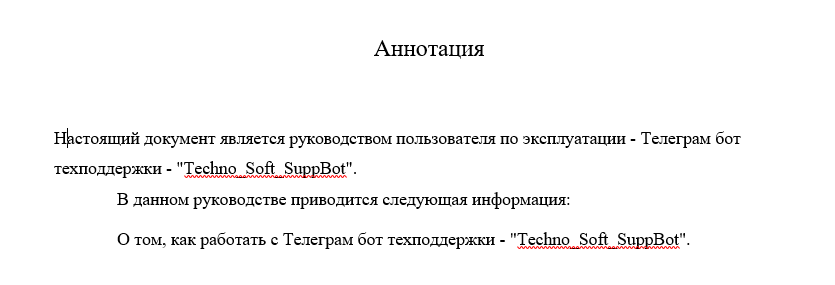 Аннотация
Настоящий документ является руководством пользователя по эксплуатации - Телеграм бот
техподдержки - "Techno_Soft_SuppBot".
В данном руководстве приводится следующая информация:
О том, как работать с Телеграм бот техподдержки - "Techno_Soft_SuppBot".